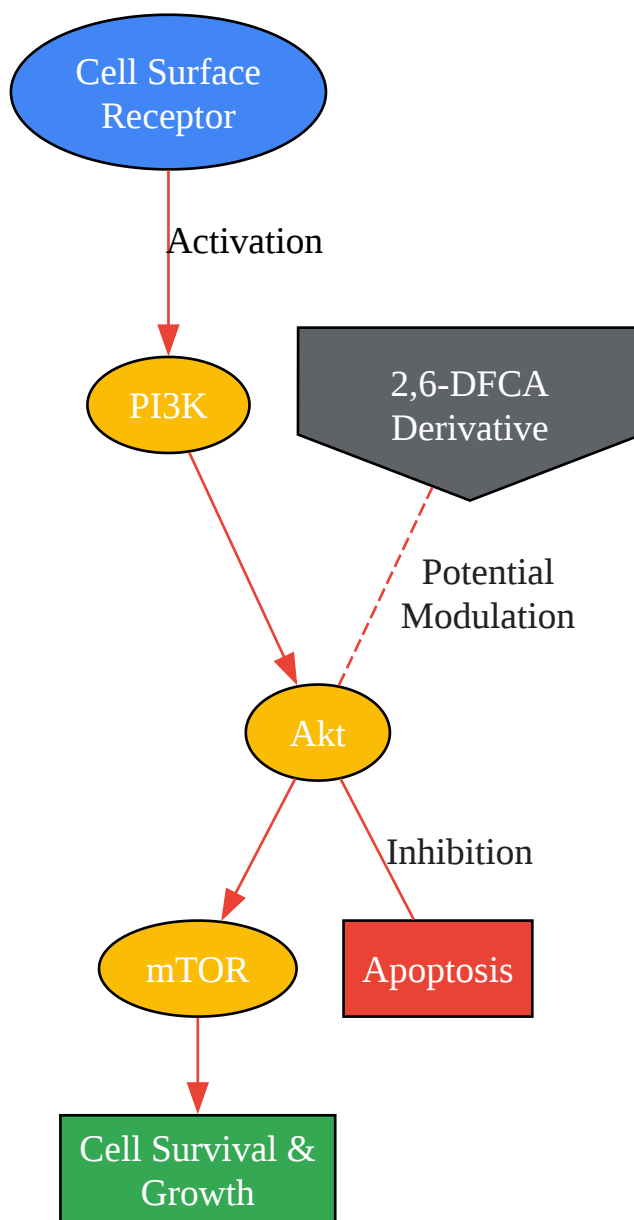 Cell Surface
Receptor
Activation
PI3K
2,6-DFCA
Derivative
Potential
Modulation
Akt
Inhibition
mTOR
Apoptosis
Cell Survival &
Growth